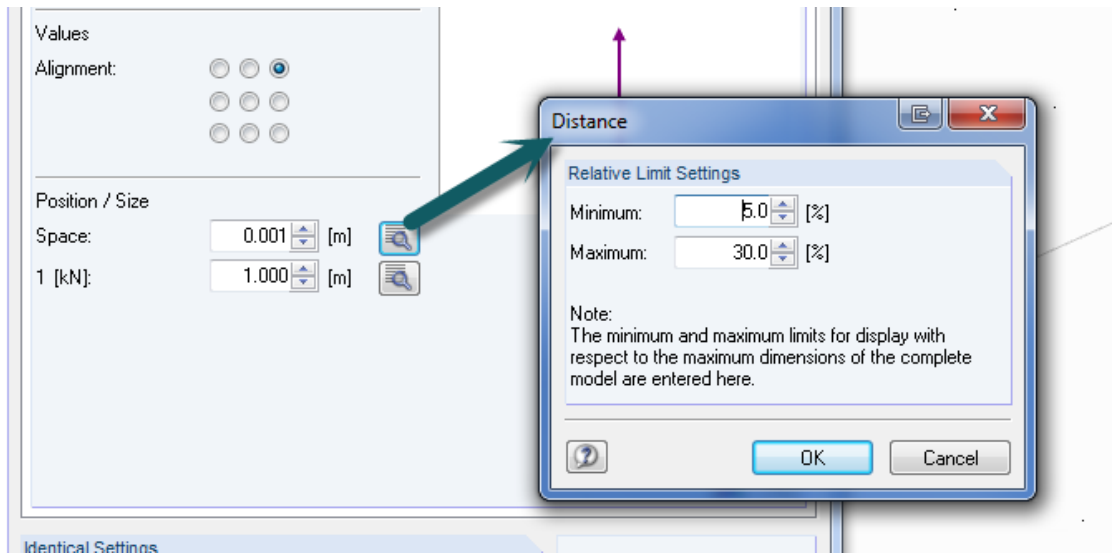 Values
Alignment:
Position / Size
Space: 0.001 [m]
1 [kN]: 1.000 [m]
Distance
Relative Limit Settings
Minimum: 5.0 [%]
Maximum: 30.0 [%]
Note:
The minimum and maximum limits for display with
respect to the maximum dimensions of the complete
model are entered here.
OK Cancel
Identical Settings